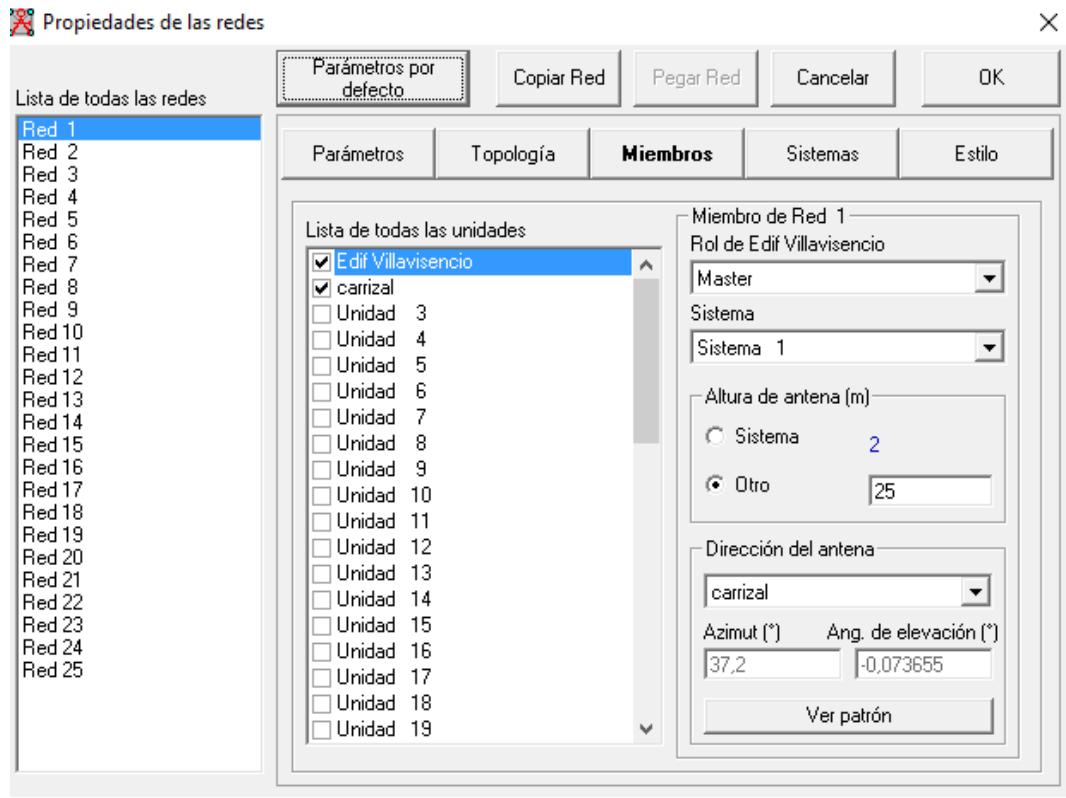 Propiedades de las redes
Parámetros por defecto
Copiar Red
Pegar Red
Cancelar
OK
Lista de todas las redes
Red 1
Red 2
Red 3
Red 4
Red 5
Red 6
Red 7
Red 8
Red 9
Red 10
Red 11
Red 12
Red 13
Red 14
Red 15
Red 16
Red 17
Red 18
Red 19
Red 20
Red 21
Red 22
Red 23
Red 24
Red 25
Parámetros
Topología
Miembros
Sistemas
Estilo
Lista de todas las unidades
Edif Villavisencio
carrizal
Unidad 3
Unidad 4
Unidad 5
Unidad 6
Unidad 7
Unidad 8
Unidad 9
Unidad 10
Unidad 11
Unidad 12
Unidad 13
Unidad 14
Unidad 15
Unidad 16
Unidad 17
Unidad 18
Unidad 19
Miembro de Red 1
Rol de Edif Villavisencio
Master
Sistema
Sistema 1
Altura de antena (m)
Sistema 2
Otro 25
Dirección del antena
carrizal
Azimut (°) Ang. de elevación (°)
37,2 -0,073655
Ver patrón